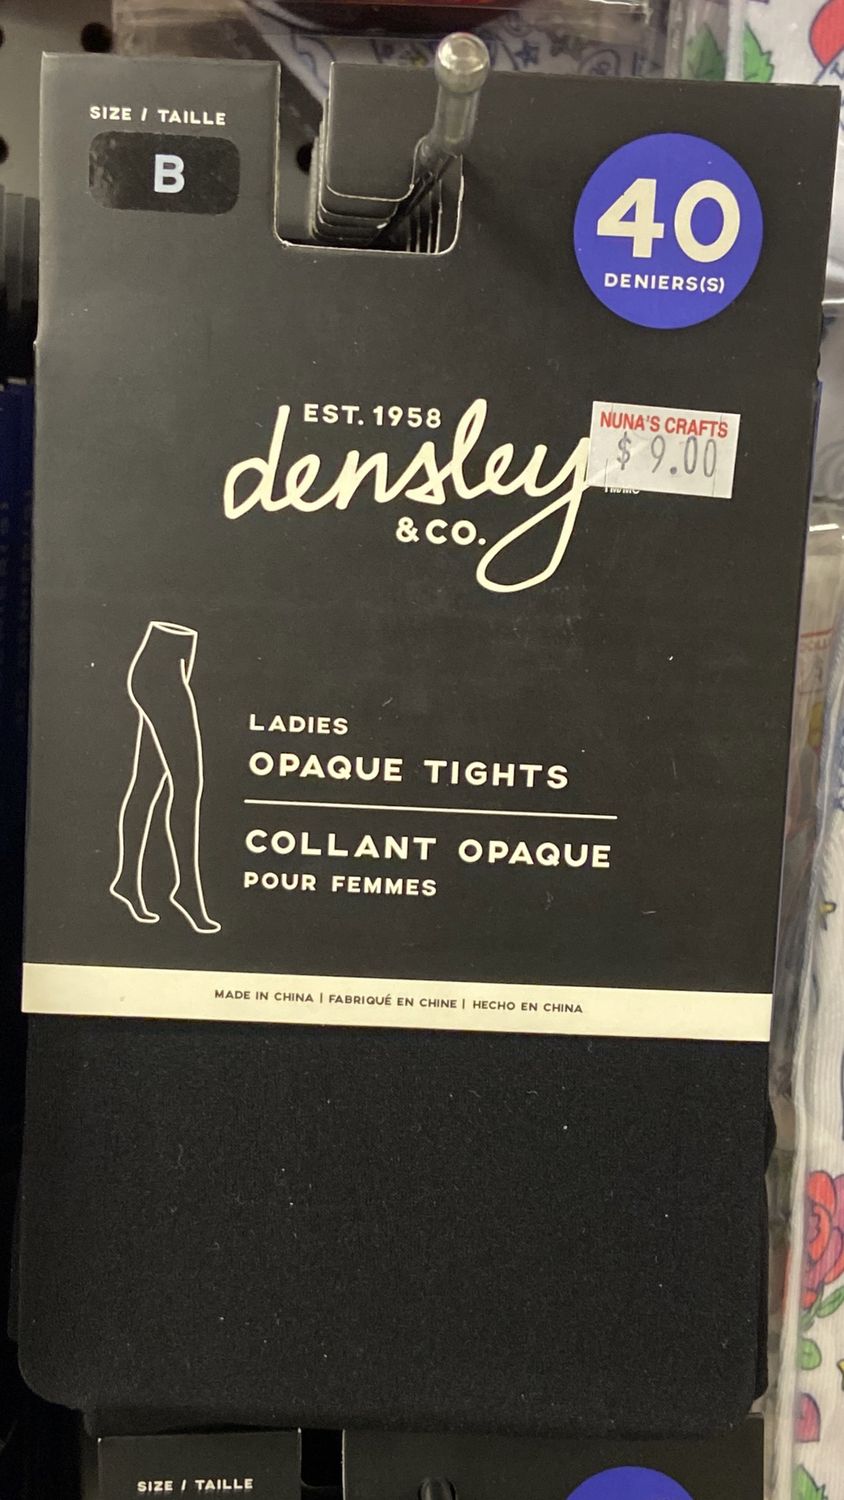 SIZE / TAILLE
B
40
DENIERS(S)
EST. 1958
densley
& CO.
NUNA'S CRAFTS
$ 9.00
LADIES
OPAQUE TIGHTS
COLLANT OPAQUE
POUR FEMMES
MADE IN CHINA | FABRIQUÉ EN CHINE | HECHO EN CHINA
SIZE / TAILLE